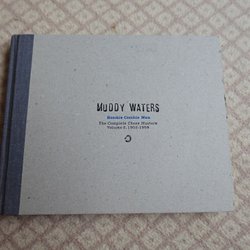 MUDDY WATERS
Hoochie Coochie Man
The Complete Chess Masters
Volume 2, 1952-1958